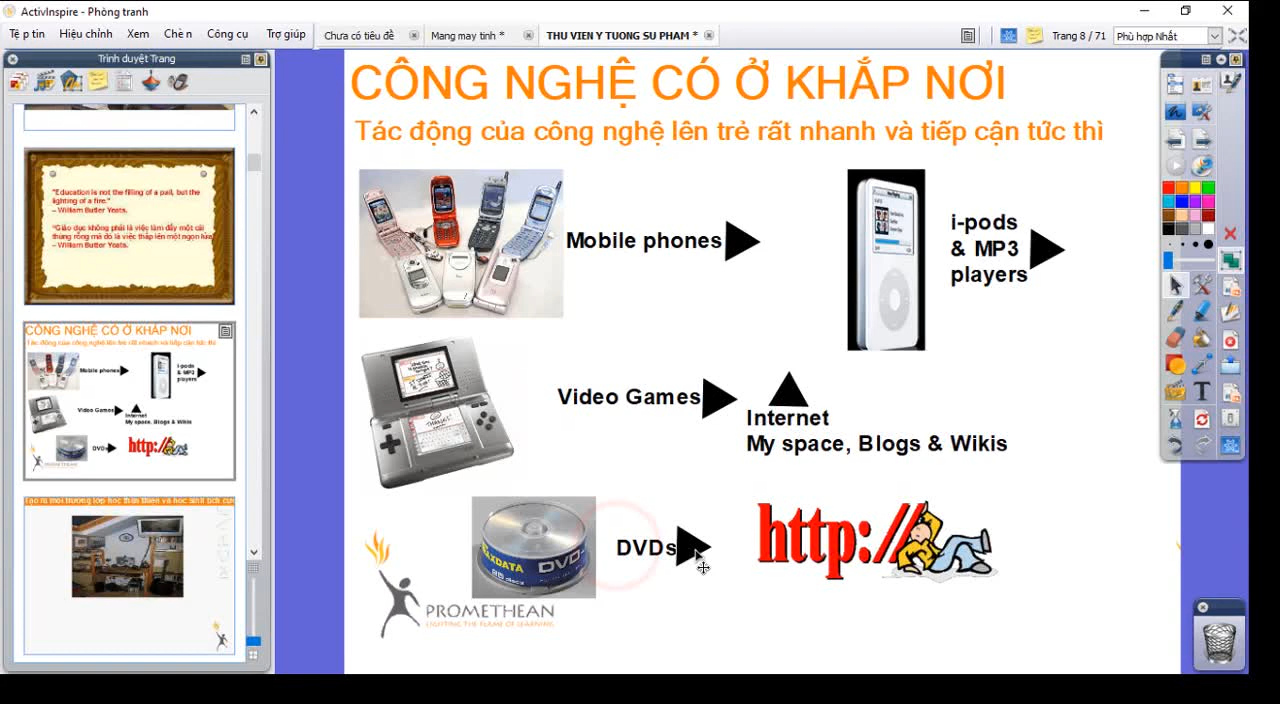 ActivInspire - Phòng tranh
Tệp tin Hiệu chỉnh Xem Chèn Công cụ Trợ giúp
Chưa có tiêu đề
Mang may tinh *
THU VIEN Y TUONG SU PHAM *
Trang 8 / 71
Phù hợp Nhất
Trình duyệt Trang
"Education is not the filling of a pail, but the
lighting of a fire."
– William Butler Yeats.
"Giáo dục không phải là việc làm đầy một cái
thùng rỗng mà đó là việc thắp lên một ngọn lửa
– William Butler Yeats.
CÔNG NGHỆ CÓ Ở KHẮP NƠI
Tác động của công nghệ lên trẻ rất nhanh và tiếp cận tức thì
Mobile phones
i-pods
& MP3
players
Video Games
Internet
My space, Blogs & Wikis
DVDs
http://
Tạo ra môi trường lớp học thân thiện và học sinh tích cực
CÔNG NGHỆ CÓ Ở KHẮP NƠI
Tác động của công nghệ lên trẻ rất nhanh và tiếp cận tức thì
Mobile phones
i-pods
& MP3
players
Video Games
Internet
My space, Blogs & Wikis
DVDs
http://
MAXDATA
DVD-
25 discs
PROMETHEAN
LIGHTING THE FLAME OF LEARNING